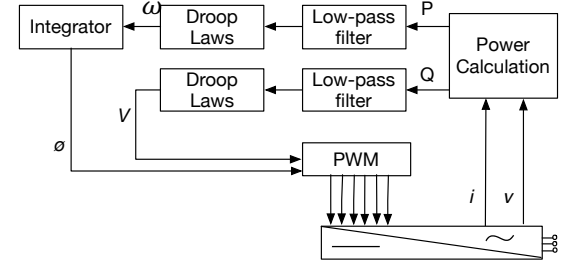 Integrator
ω
Droop
Laws
Low-pass
filter
P
Power
Calculation
Droop
Laws
Low-pass
filter
Q
V
ø
PWM
i
v